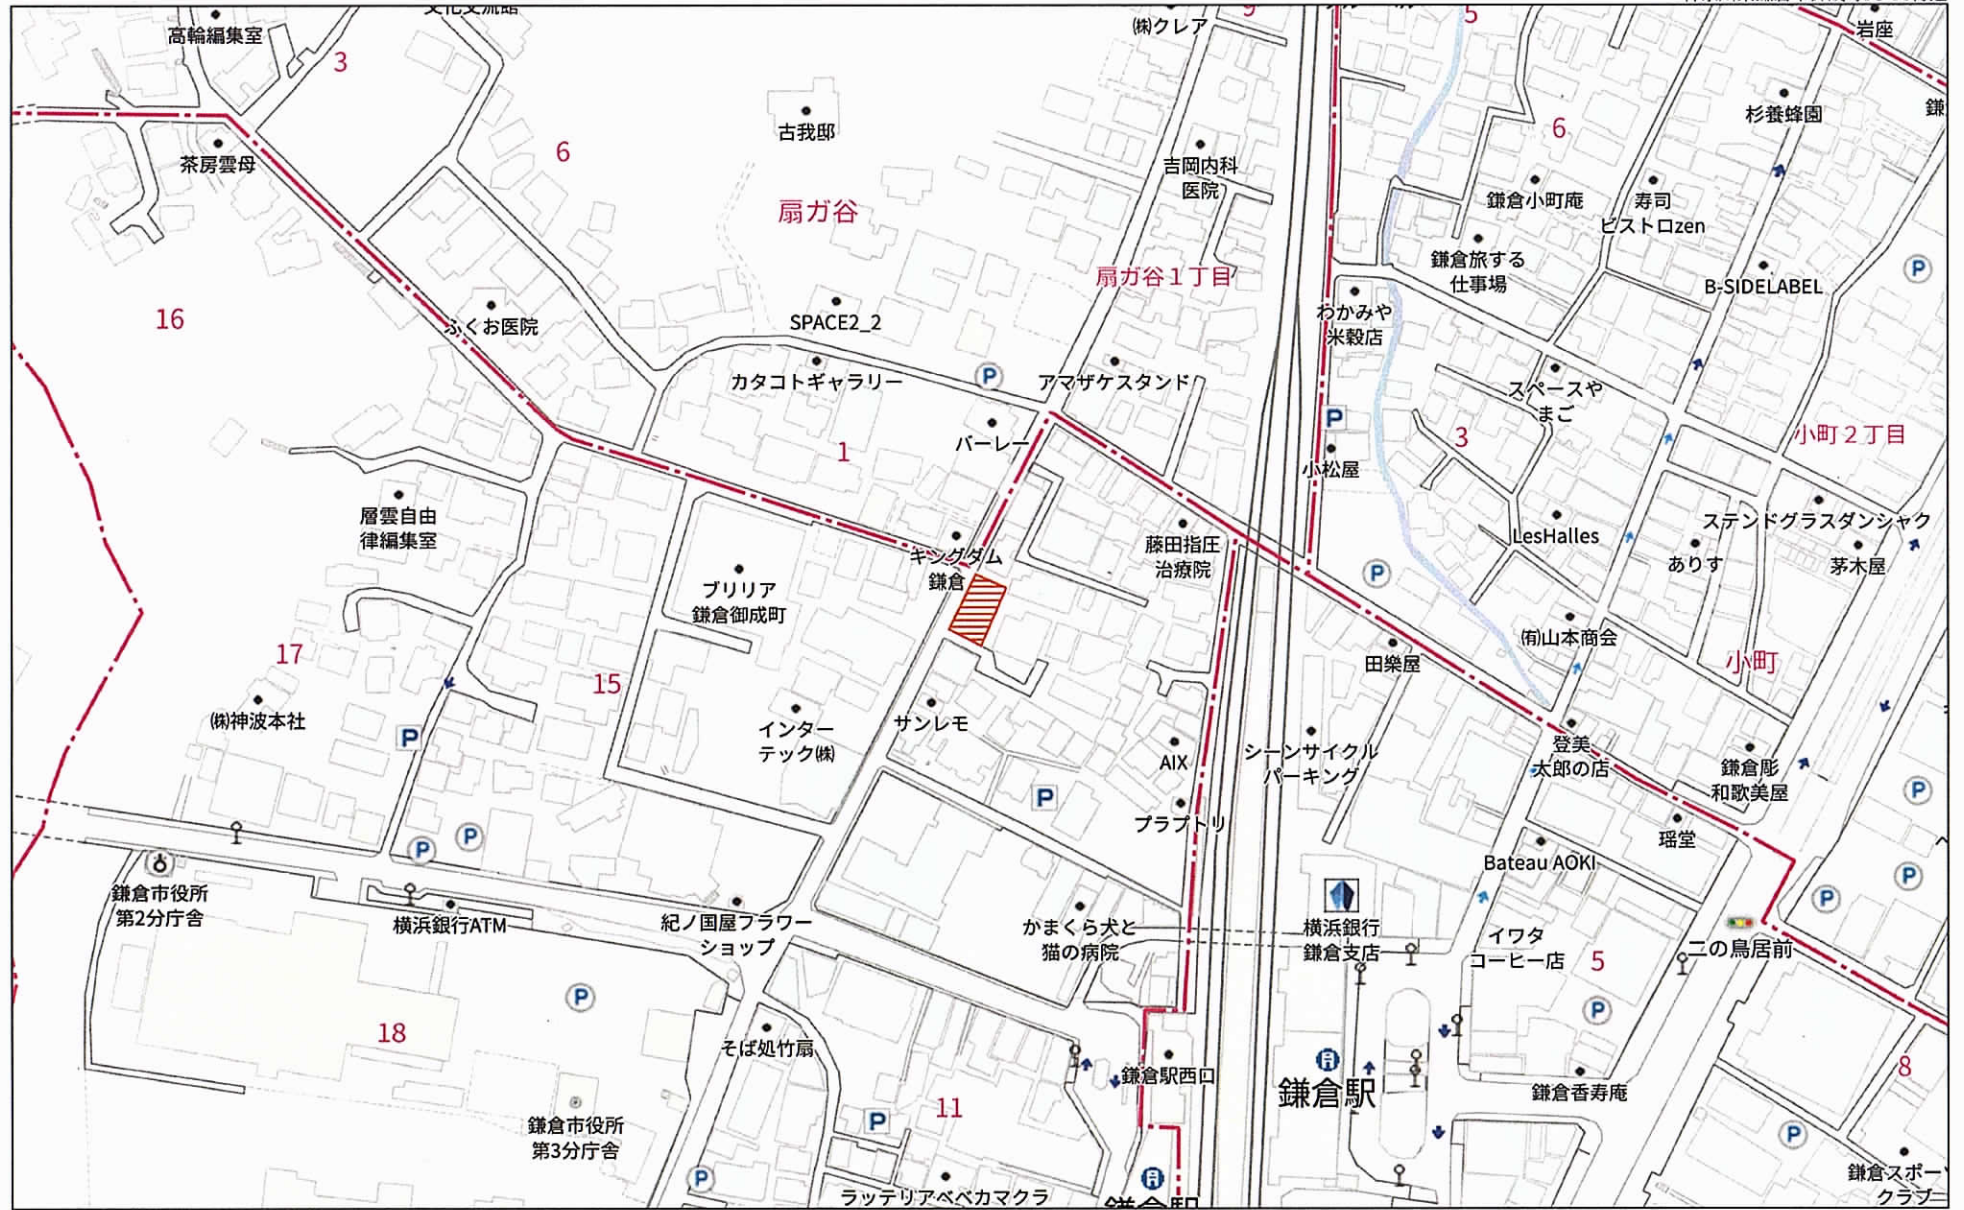 高輪編集室
3
㈱クレア
9
5
岩座
茶房雲母
6
古我邸
扇ガ谷
吉岡内科
医院
6
杉養蜂園
鎌倉小町庵
寿司
ビストロzen
鎌倉旅する
仕事場
B-SIDELABEL
P
扇ガ谷1丁目
16
ふくお医院
SPACE2_2
わかみや
米穀店
カタコトギャラリー
P
アマザケスタンド
スペースや
まご
バーレー
P
1
3
小町2丁目
小松屋
層雲自由
律編集室
キングダム
鎌倉
藤田指圧
治療院
LesHalles
ステンドグラスダンシャク
ありす
茅木屋
P
ブリリア
鎌倉御成町
㈲山本商会
小町
田樂屋
17
15
㈱神波本社
P
インター
テック㈱
サンレモ
AIX
シーンサイクル
パーキング
登美
太郎の店
鎌倉彫
和歌美屋
P
P
プラプトリ
瑶堂
P
P
Bateau AOKI
P
P
鎌倉市役所
第2分庁舎
横浜銀行ATM
紀ノ国屋フラワー
ショップ
かまくら犬と
猫の病院
横浜銀行
鎌倉支店
イワタ
コーヒー店
5
二の鳥居前
P
P
18
そば処竹扇
鎌倉駅西口
鎌倉駅
鎌倉香寿庵
8
11
P
鎌倉市役所
第3分庁舎
P
P
ラッテリアベベカマクラ
鎌倉駅
鎌倉スポー
クラブ